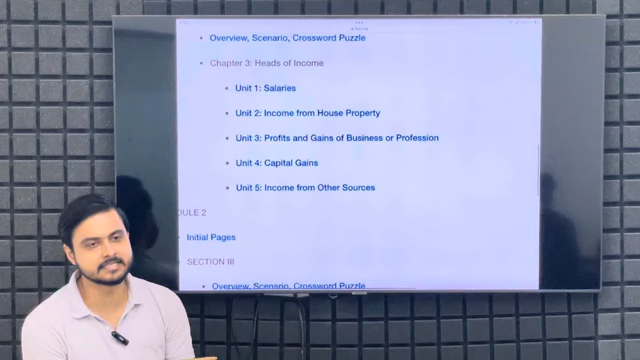 Overview, Scenario, Crossword Puzzle
Chapter 3: Heads of Income
Unit 1: Salaries
Unit 2: Income from House Property
Unit 3: Profits and Gains of Business or Profession
Unit 4: Capital Gains
Unit 5: Income from Other Sources
DULE 2
Initial Pages
SECTION III
Overview, Scenario, Crossword Puzzle